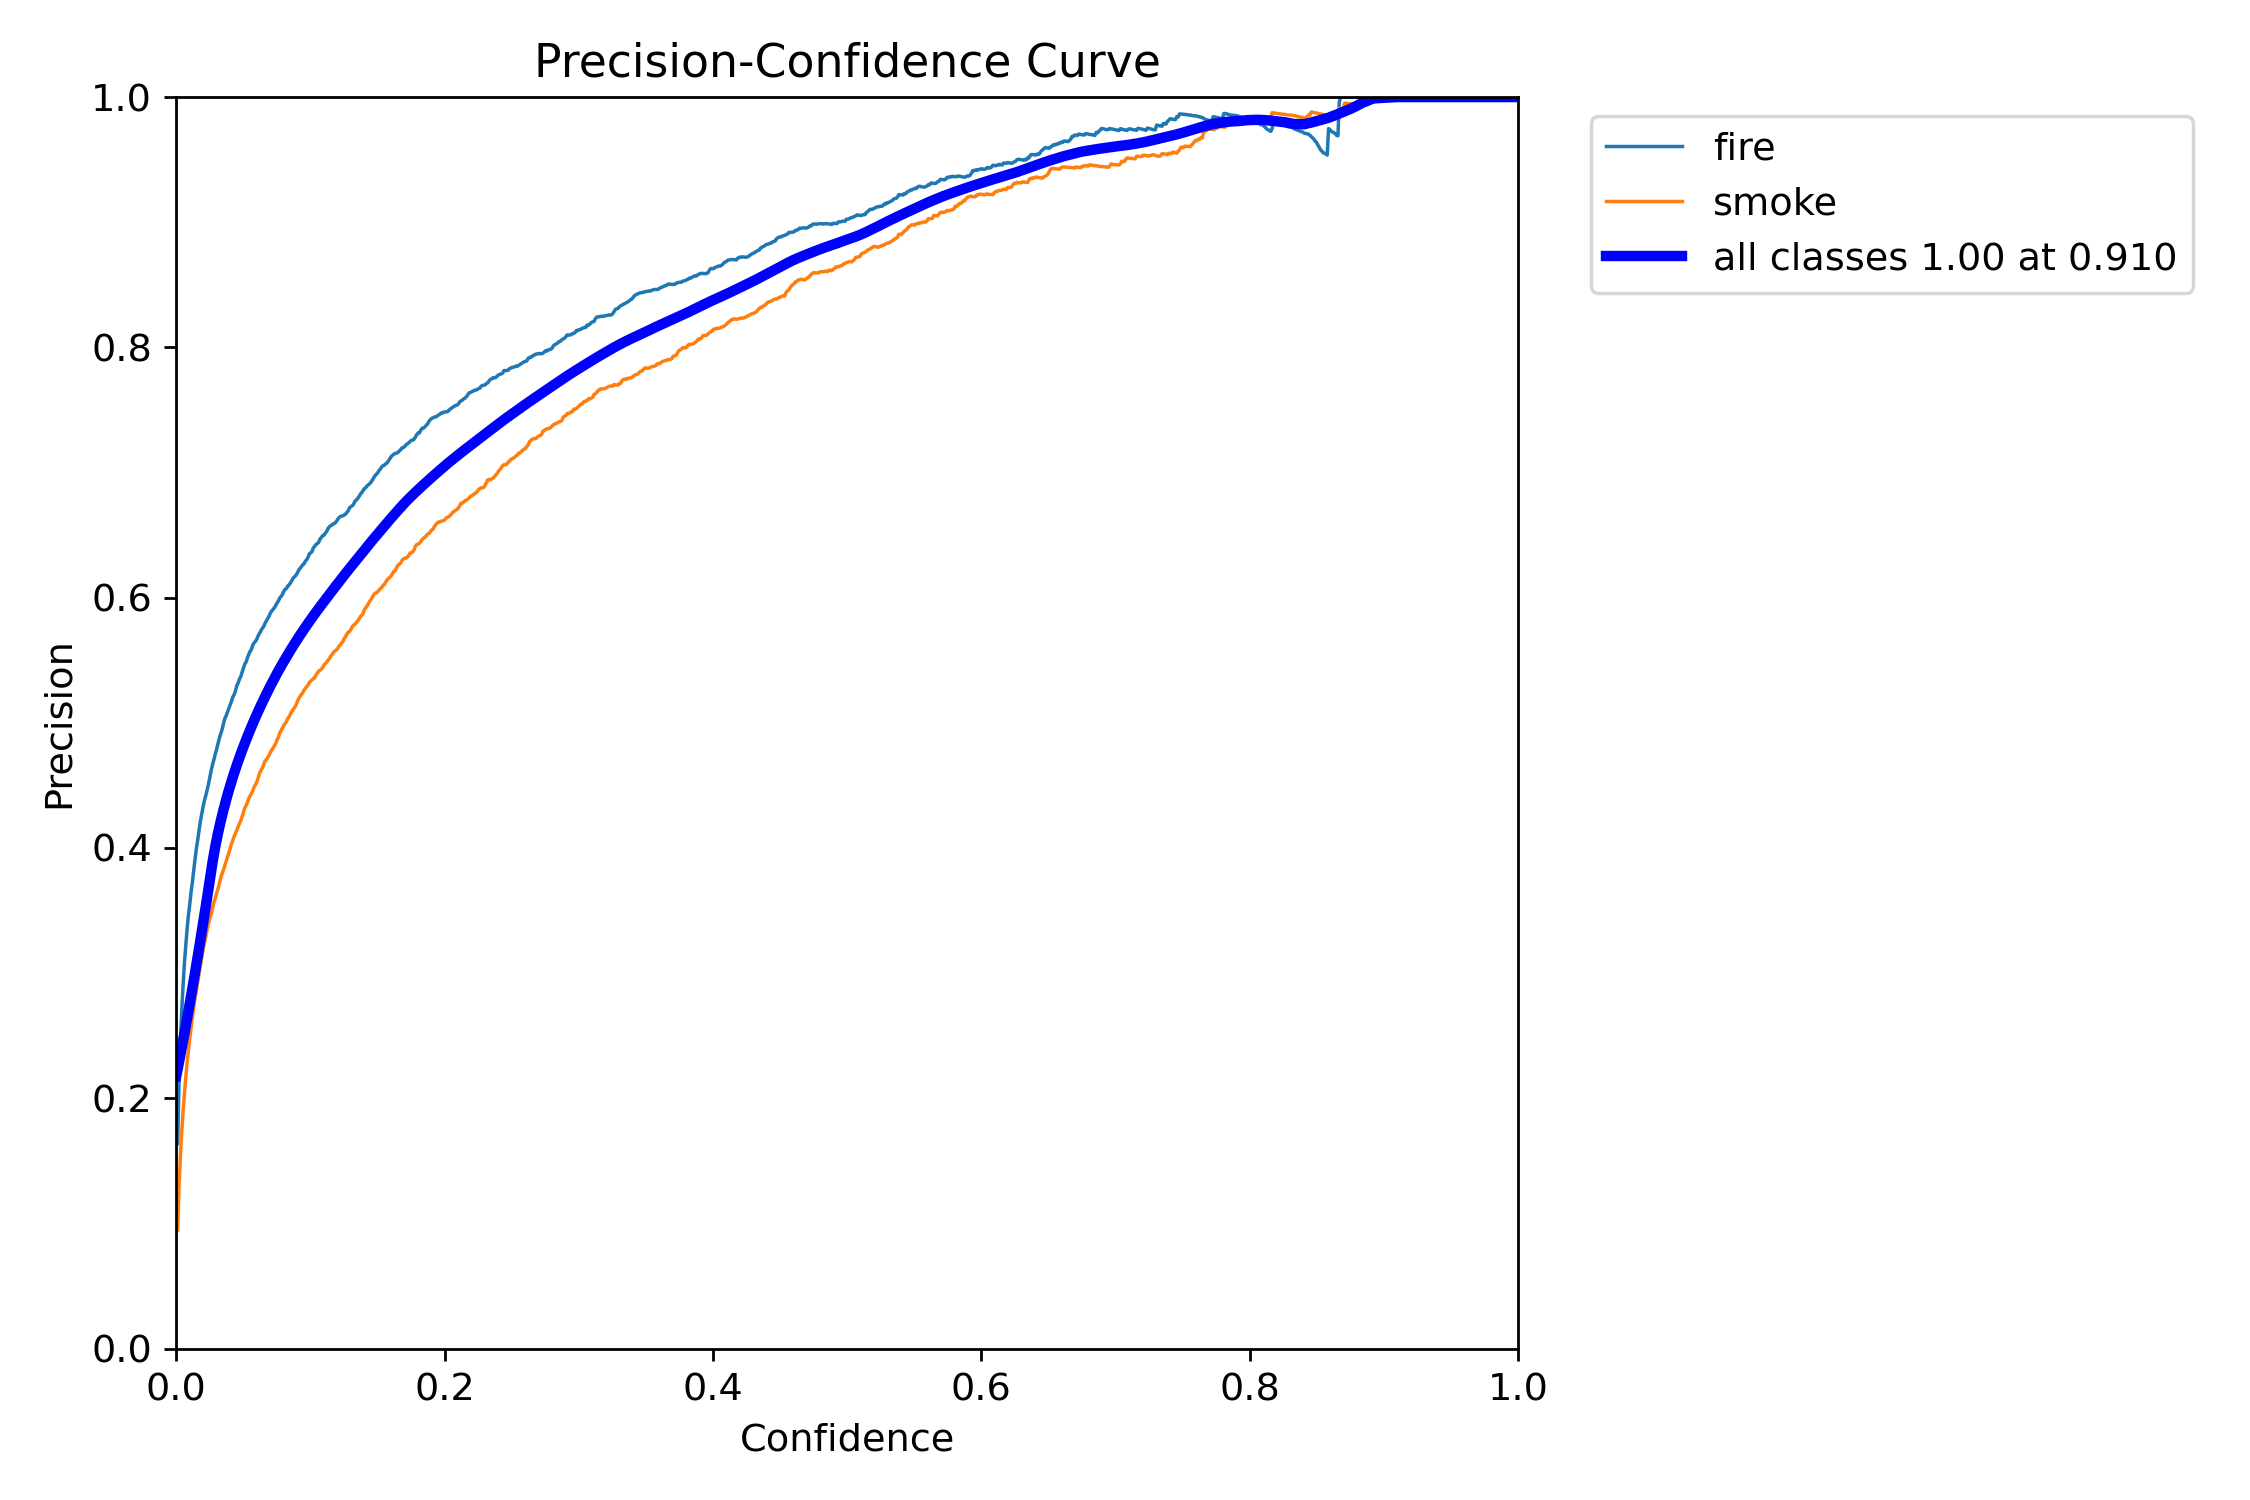 Precision-Confidence Curve
1.0
0.8
0.6
0.4
0.2
0.0
Precision
0.0 0.2 0.4 0.6 0.8 1.0
Confidence
fire
smoke
all classes 1.00 at 0.910